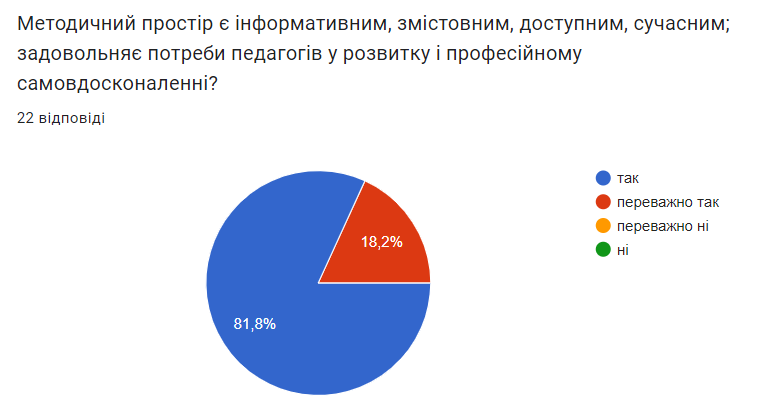 Методичний простір є інформативним, змістовним, доступним, сучасним;
задовольняє потреби педагогів у розвитку і професійному
самовдосконаленні?
22 відповіді
так
переважно так
переважно ні
ні
18,2%
81,8%